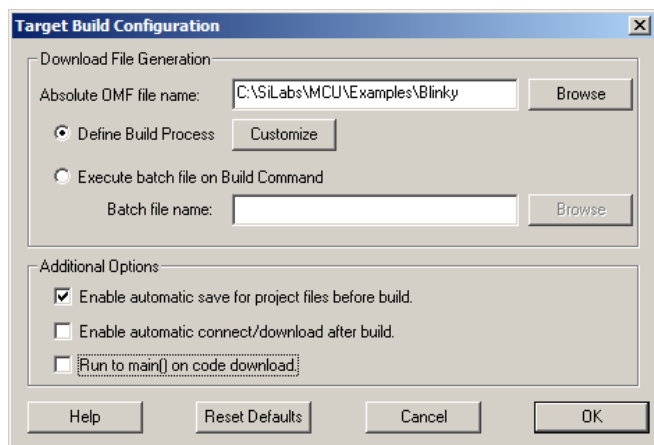 Target Build Configuration
Download File Generation
Absolute OMF file name: C:\SiLabs\MCU\Examples\Blinky Browse
Define Build Process Customize
Execute batch file on Build Command
Batch file name: Browse
Additional Options
Enable automatic save for project files before build.
Enable automatic connect/download after build.
Run to main() on code download.
Help Reset Defaults Cancel OK